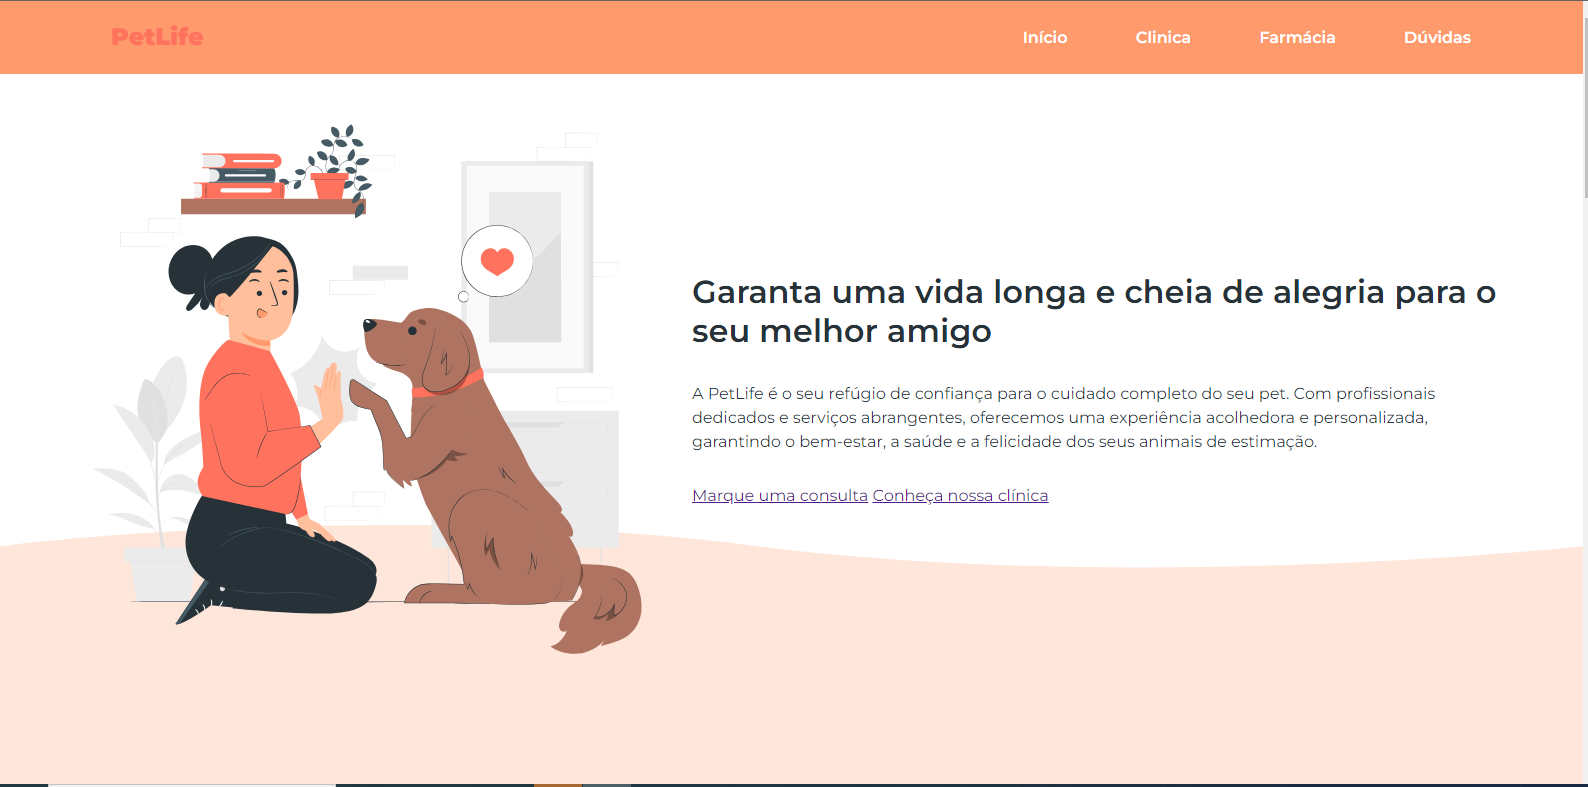 PetLife
Início Clinica Farmácia Dúvidas
Garanta uma vida longa e cheia de alegria para o
seu melhor amigo
A PetLife é o seu refúgio de confiança para o cuidado completo do seu pet. Com profissionais
dedicados e serviços abrangentes, oferecemos uma experiência acolhedora e personalizada,
garantindo o bem-estar, a saúde e a felicidade dos seus animais de estimação.
Marque uma consulta Conheça nossa clínica